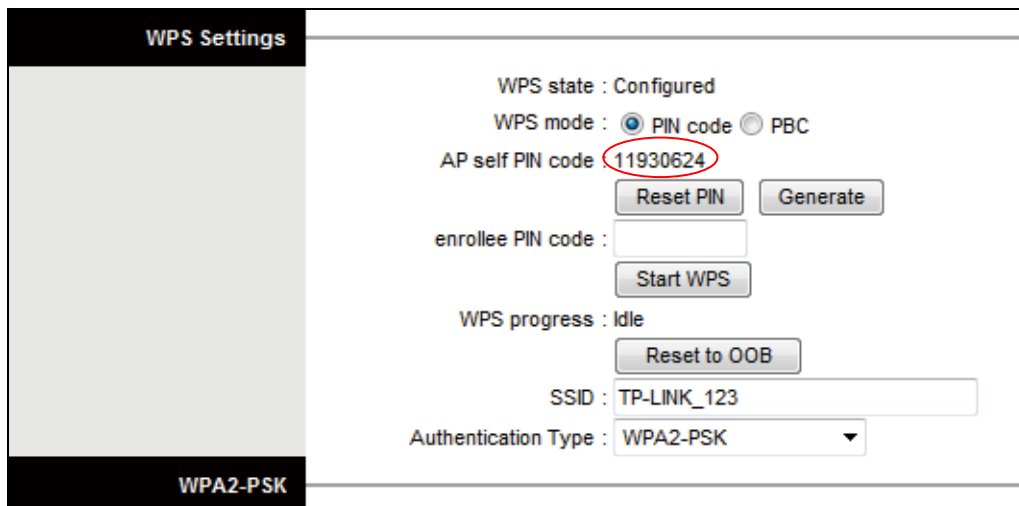 WPS Settings
WPS state : Configured
WPS mode : PIN code PBC
AP self PIN code : 11930624
Reset PIN Generate
enrollee PIN code :
Start WPS
WPS progress : Idle
Reset to OOB
SSID : TP-LINK_123
Authentication Type : WPA2-PSK
WPA2-PSK